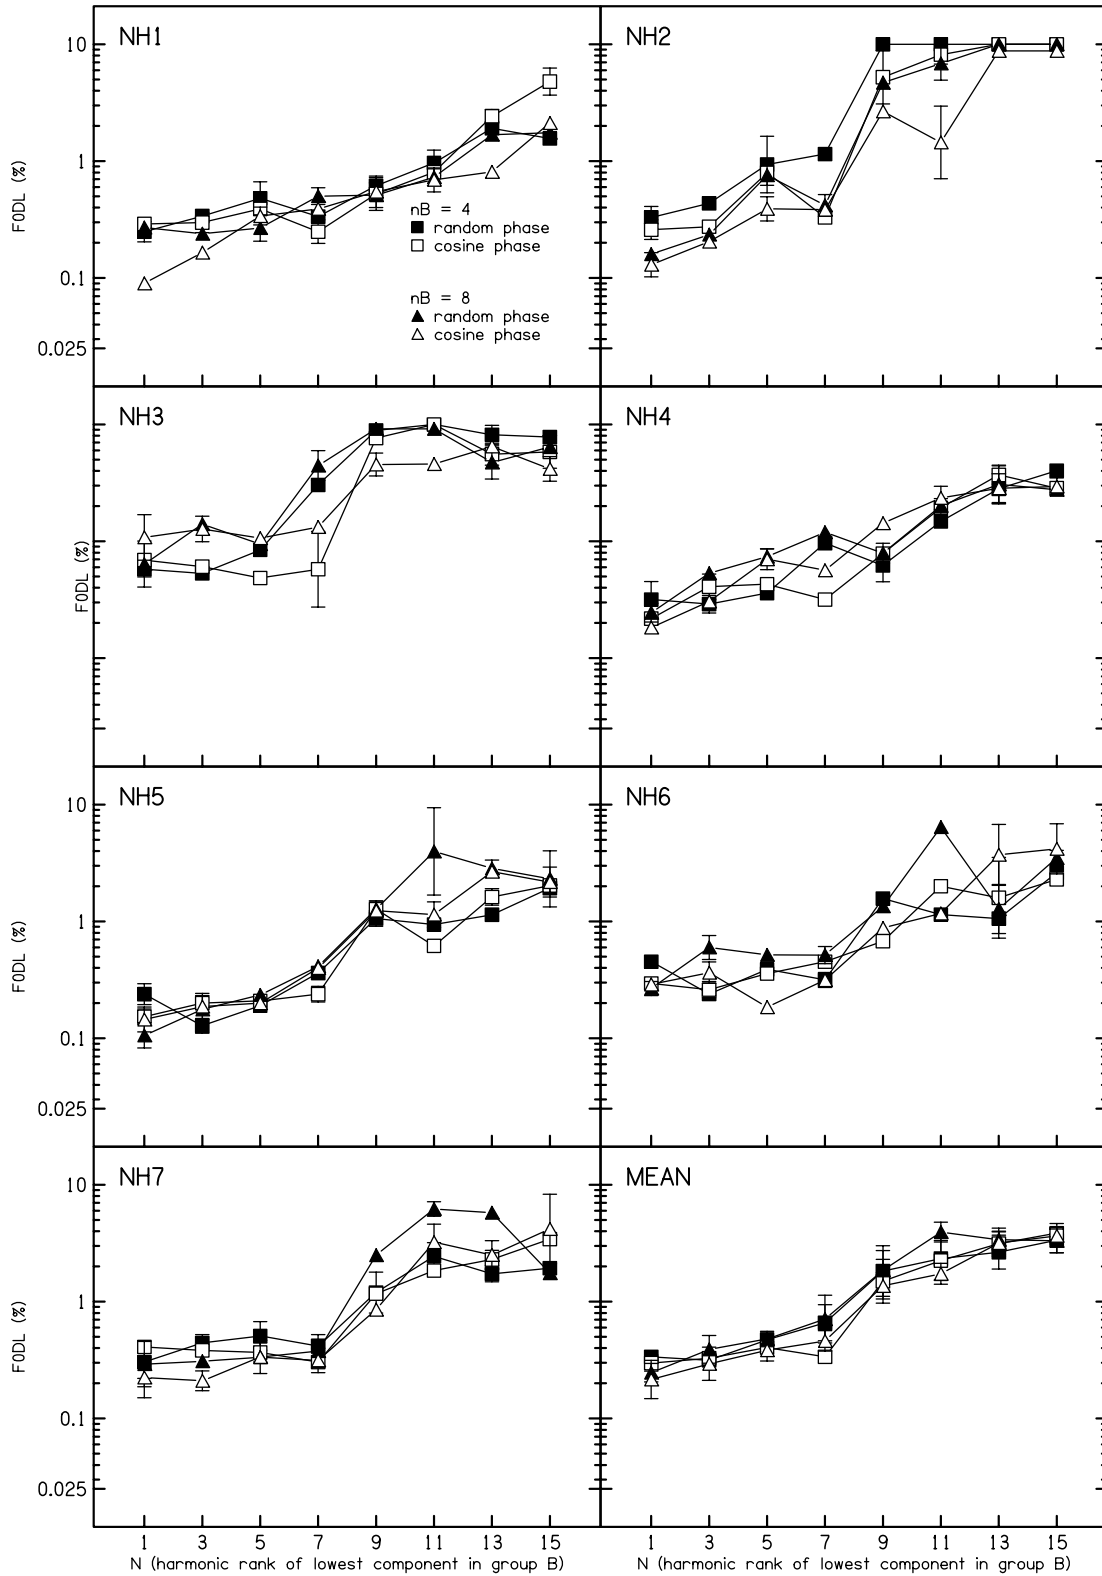 NH1
NH2
10
1
0.1
0.025
F0DL (%)
nB = 4
random phase
cosine phase
nB = 8
random phase
cosine phase
NH3
NH4
F0DL (%)
NH5
NH6
10
1
0.1
0.025
F0DL (%)
NH7
MEAN
10
1
0.1
0.025
F0DL (%)
1 3 5 7 9 11 13 15
1 3 5 7 9 11 13 15
N (harmonic rank of lowest component in group B)
N (harmonic rank of lowest component in group B)